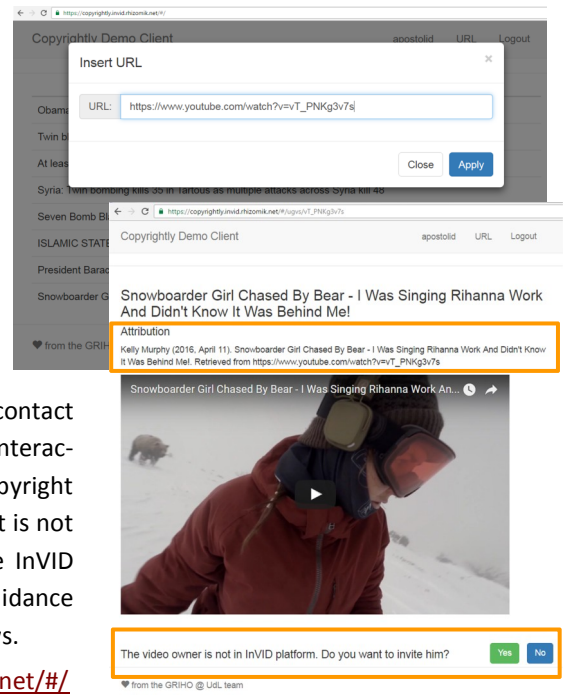 https://copyrightly.invid.rhizomik.net/#/
Copyrightly Demo Client apostolid URL Logout
Insert URL ×
URL: https://www.youtube.com/watch?v=vT_PNKg3v7s
Close Apply
Obama
Twin bl
At leas
Syria: Twin bombing kills 35 in Tartous as multiple attacks across Syria kill 48
Seven Bomb Bl
ISLAMIC STATE
President Barac
Snowboarder G
from the GRIH
https://copyrightly.invid.rhizomik.net/#/ugvs/vT_PNKg3v7s
Copyrightly Demo Client apostolid URL Logout
Snowboarder Girl Chased By Bear - I Was Singing Rihanna Work
And Didn't Know It Was Behind Me!
Attribution
Kelly Murphy (2016, April 11). Snowboarder Girl Chased By Bear - I Was Singing Rihanna Work And Didn't Know
It Was Behind Me!. Retrieved from https://www.youtube.com/watch?v=vT_PNKg3v7s
Snowboarder Girl Chased By Bear - I Was Singing Rihanna Work An...
The video owner is not in InVID platform. Do you want to invite him? Yes No
from the GRIHO @ UdL team
contact
nterac-
pyright
t is not
e InVID
idance
s.
net/#/